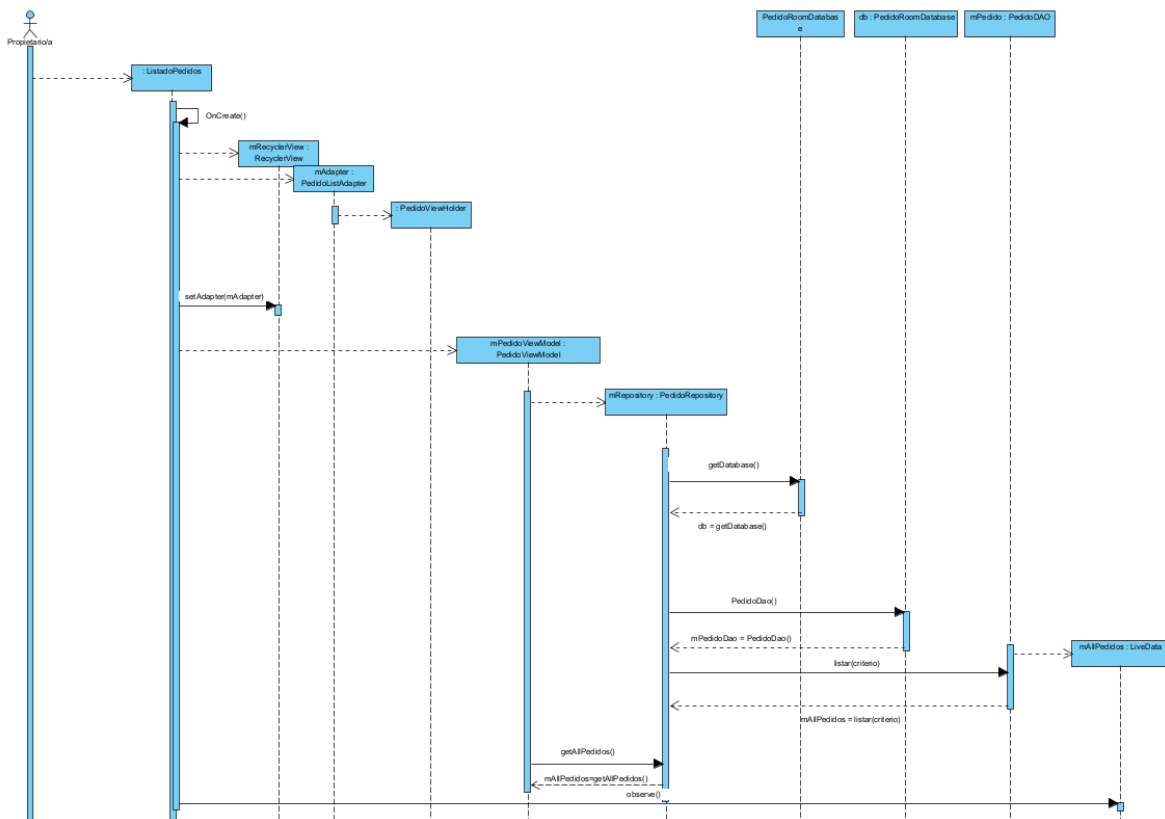 PedidoRoomDatabas
e
db : PedidoRoomDatabase
mPedido : PedidoDAO
Propietario/a
: ListadoPedidos
OnCreate()
mRecyclerView :
RecyclerView
mAdapter :
PedidoListAdapter
: PedidoViewHolder
setAdapter(mAdapter)
mPedidoViewModel :
PedidoViewModel
mRepository : PedidoRepository
getDatabase()
db = getDatabase()
PedidoDao()
mPedidoDao = PedidoDao()
mAllPedidos : LiveData
listar(criterio)
mAllPedidos = listar(criterio)
getAllPedidos()
mAllPedidos=getAllPedidos()
observe()